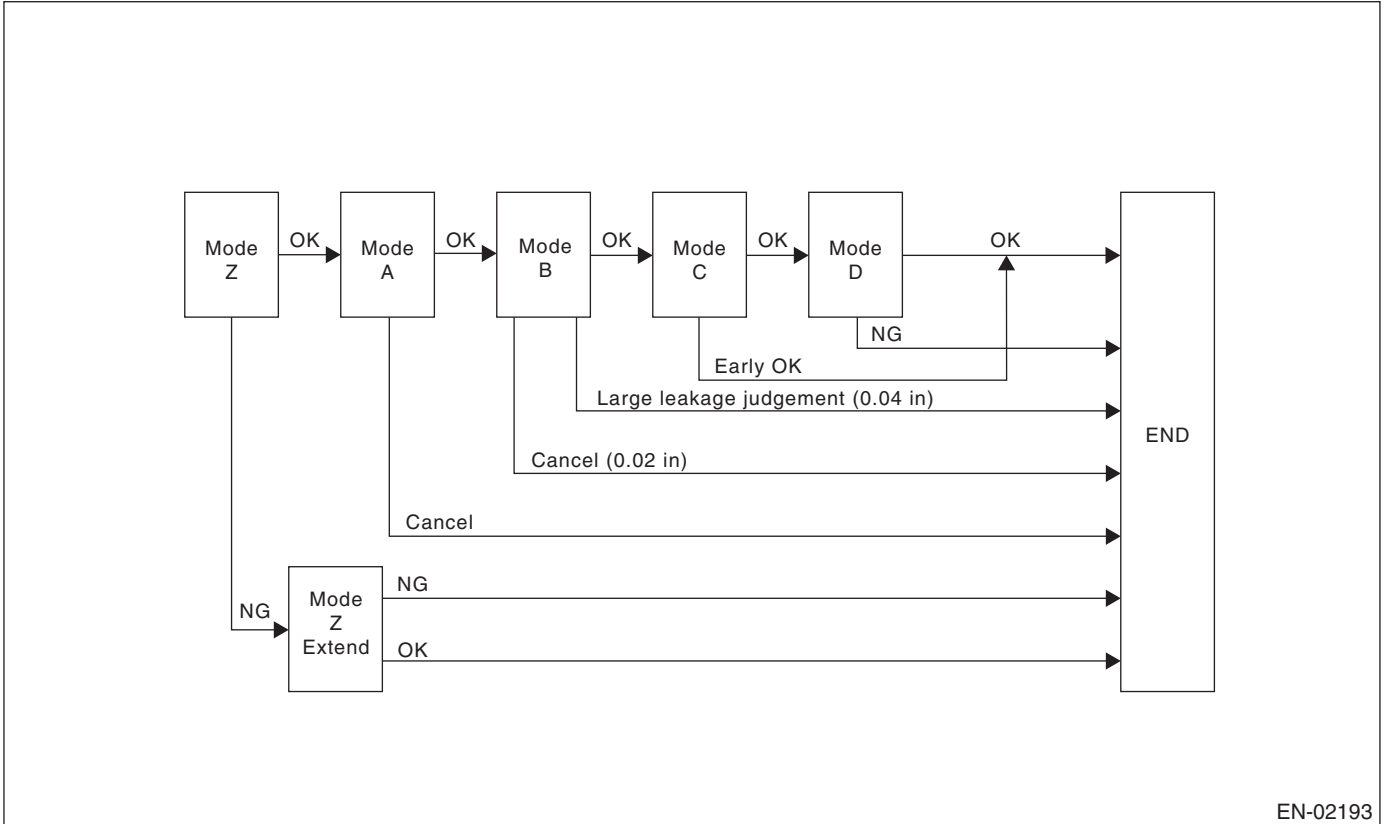 Mode
Z
OK
Mode
A
OK
Mode
B
OK
Mode
C
OK
Mode
D
OK
NG
Early OK
Large leakage judgement (0.04 in)
END
Cancel (0.02 in)
Cancel
NG
Mode
Z
Extend
NG
OK
EN-02193